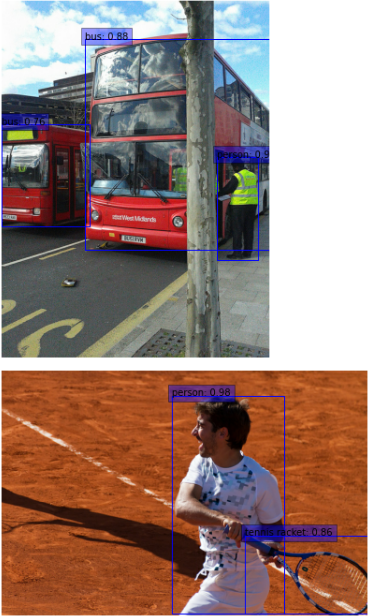 bus: 0.88
bus: 0.76
person: 0.9
West Midlands
person: 0.98
tennis racket: 0.86